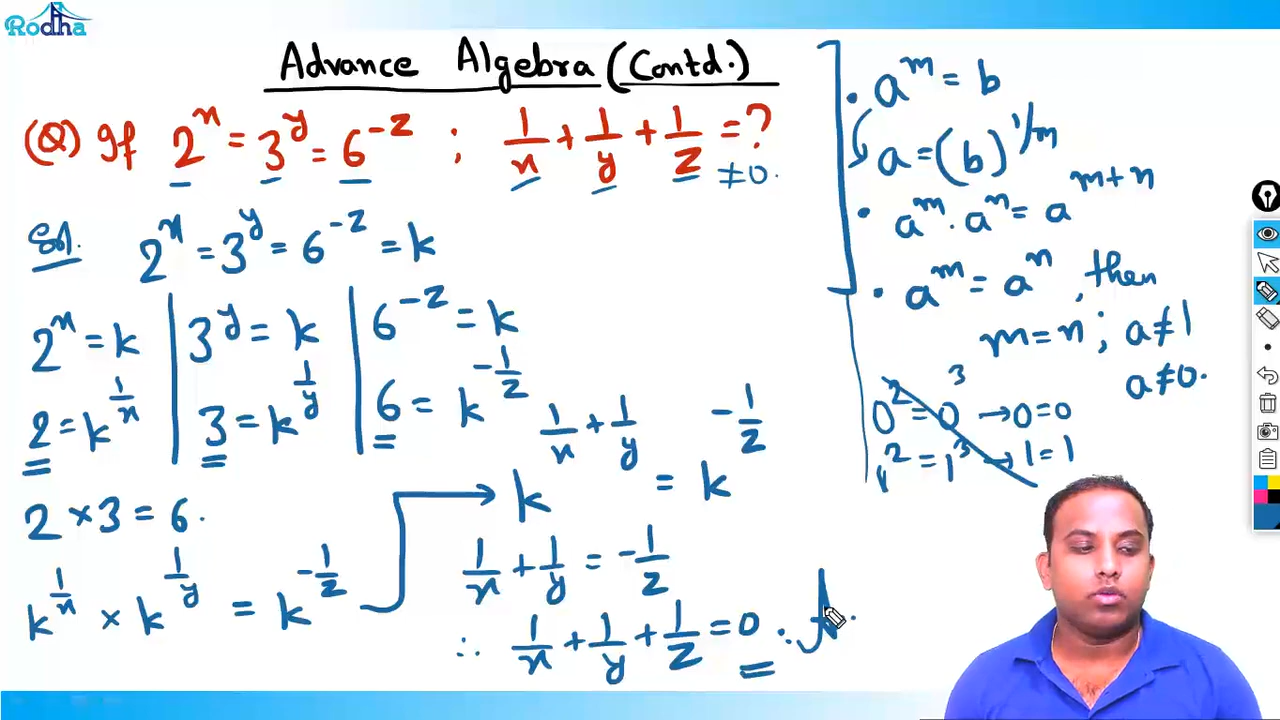 Rodha
Advance Algebra (Contd.)
(Q) If 2^x = 3^y = 6^-z ; 1/x + 1/y + 1/z = ?
≠0.
Sol. 2^x = 3^y = 6^-z = k
2^x = k | 3^y = k | 6^-z = k
2 = k^1/x | 3 = k^1/y | 6 = k^-1/z
2 × 3 = 6.
k^1/x × k^1/y = k^-1/z
k^1/x + 1/y = k^-1/z
1/x + 1/y = -1/z
∴ 1/x + 1/y + 1/z = 0.
• a^m = b
a = (b)^1/m
• a^m . a^n = a^m+n
• a^m = a^n, then
m = n; a≠1
a≠0.
0^2 = 0^3 → 0=0
1^2 = 1^3 → 1=1